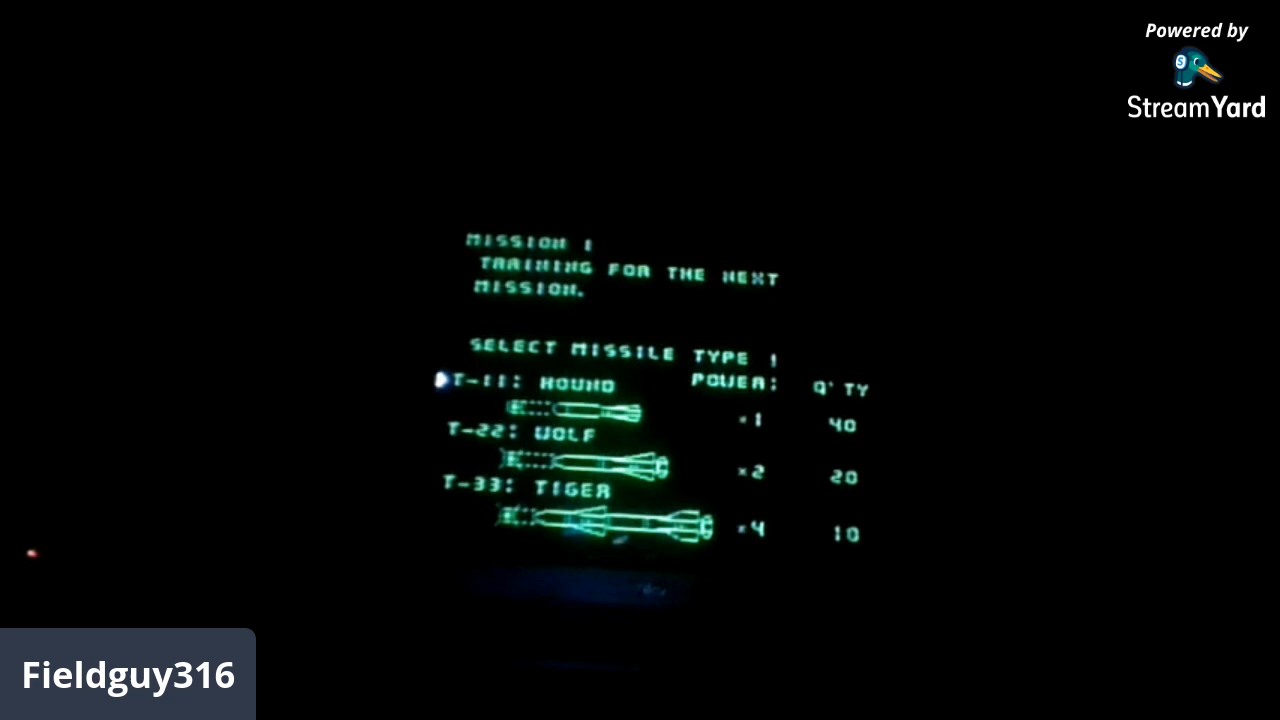 Powered by
StreamYard
MISSION 1
TRAINING FOR THE NEXT
MISSION.
SELECT MISSILE TYPE !
T-11: HOUND POWER: Q'TY
×1 40
T-22: WOLF
×2 20
T-33: TIGER
×4 10
Fieldguy316